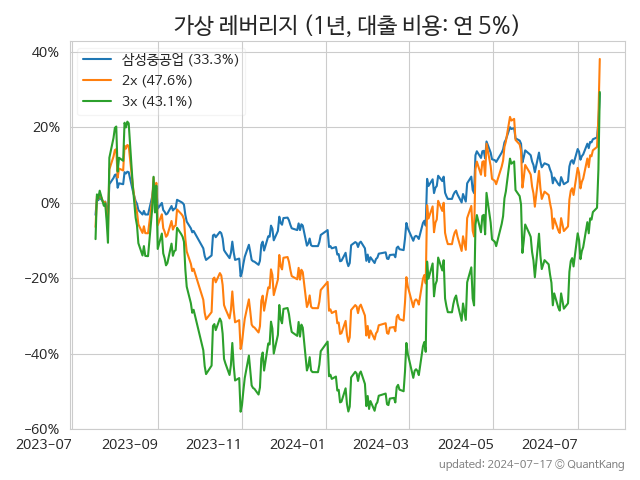 가상 레버리지 (1년, 대출 비용: 연 5%)
삼성중공업 (33.3%)
2x (47.6%)
3x (43.1%)
40%
20%
0%
−20%
−40%
−60%
2023-07 2023-09 2023-11 2024-01 2024-03 2024-05 2024-07
updated: 2024-07-17 © QuantKang